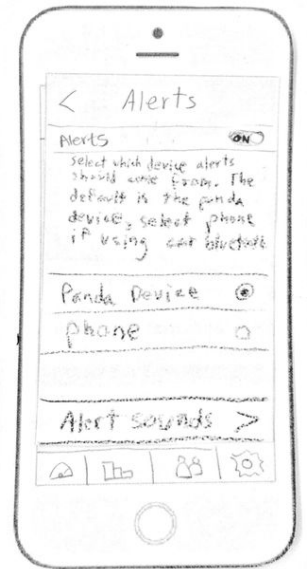 < Alerts
Alerts ON
select which device alerts
should come from. The
default is the panda
device, select phone
if using car bluetooth
Panda Device
phone
Alert sounds >